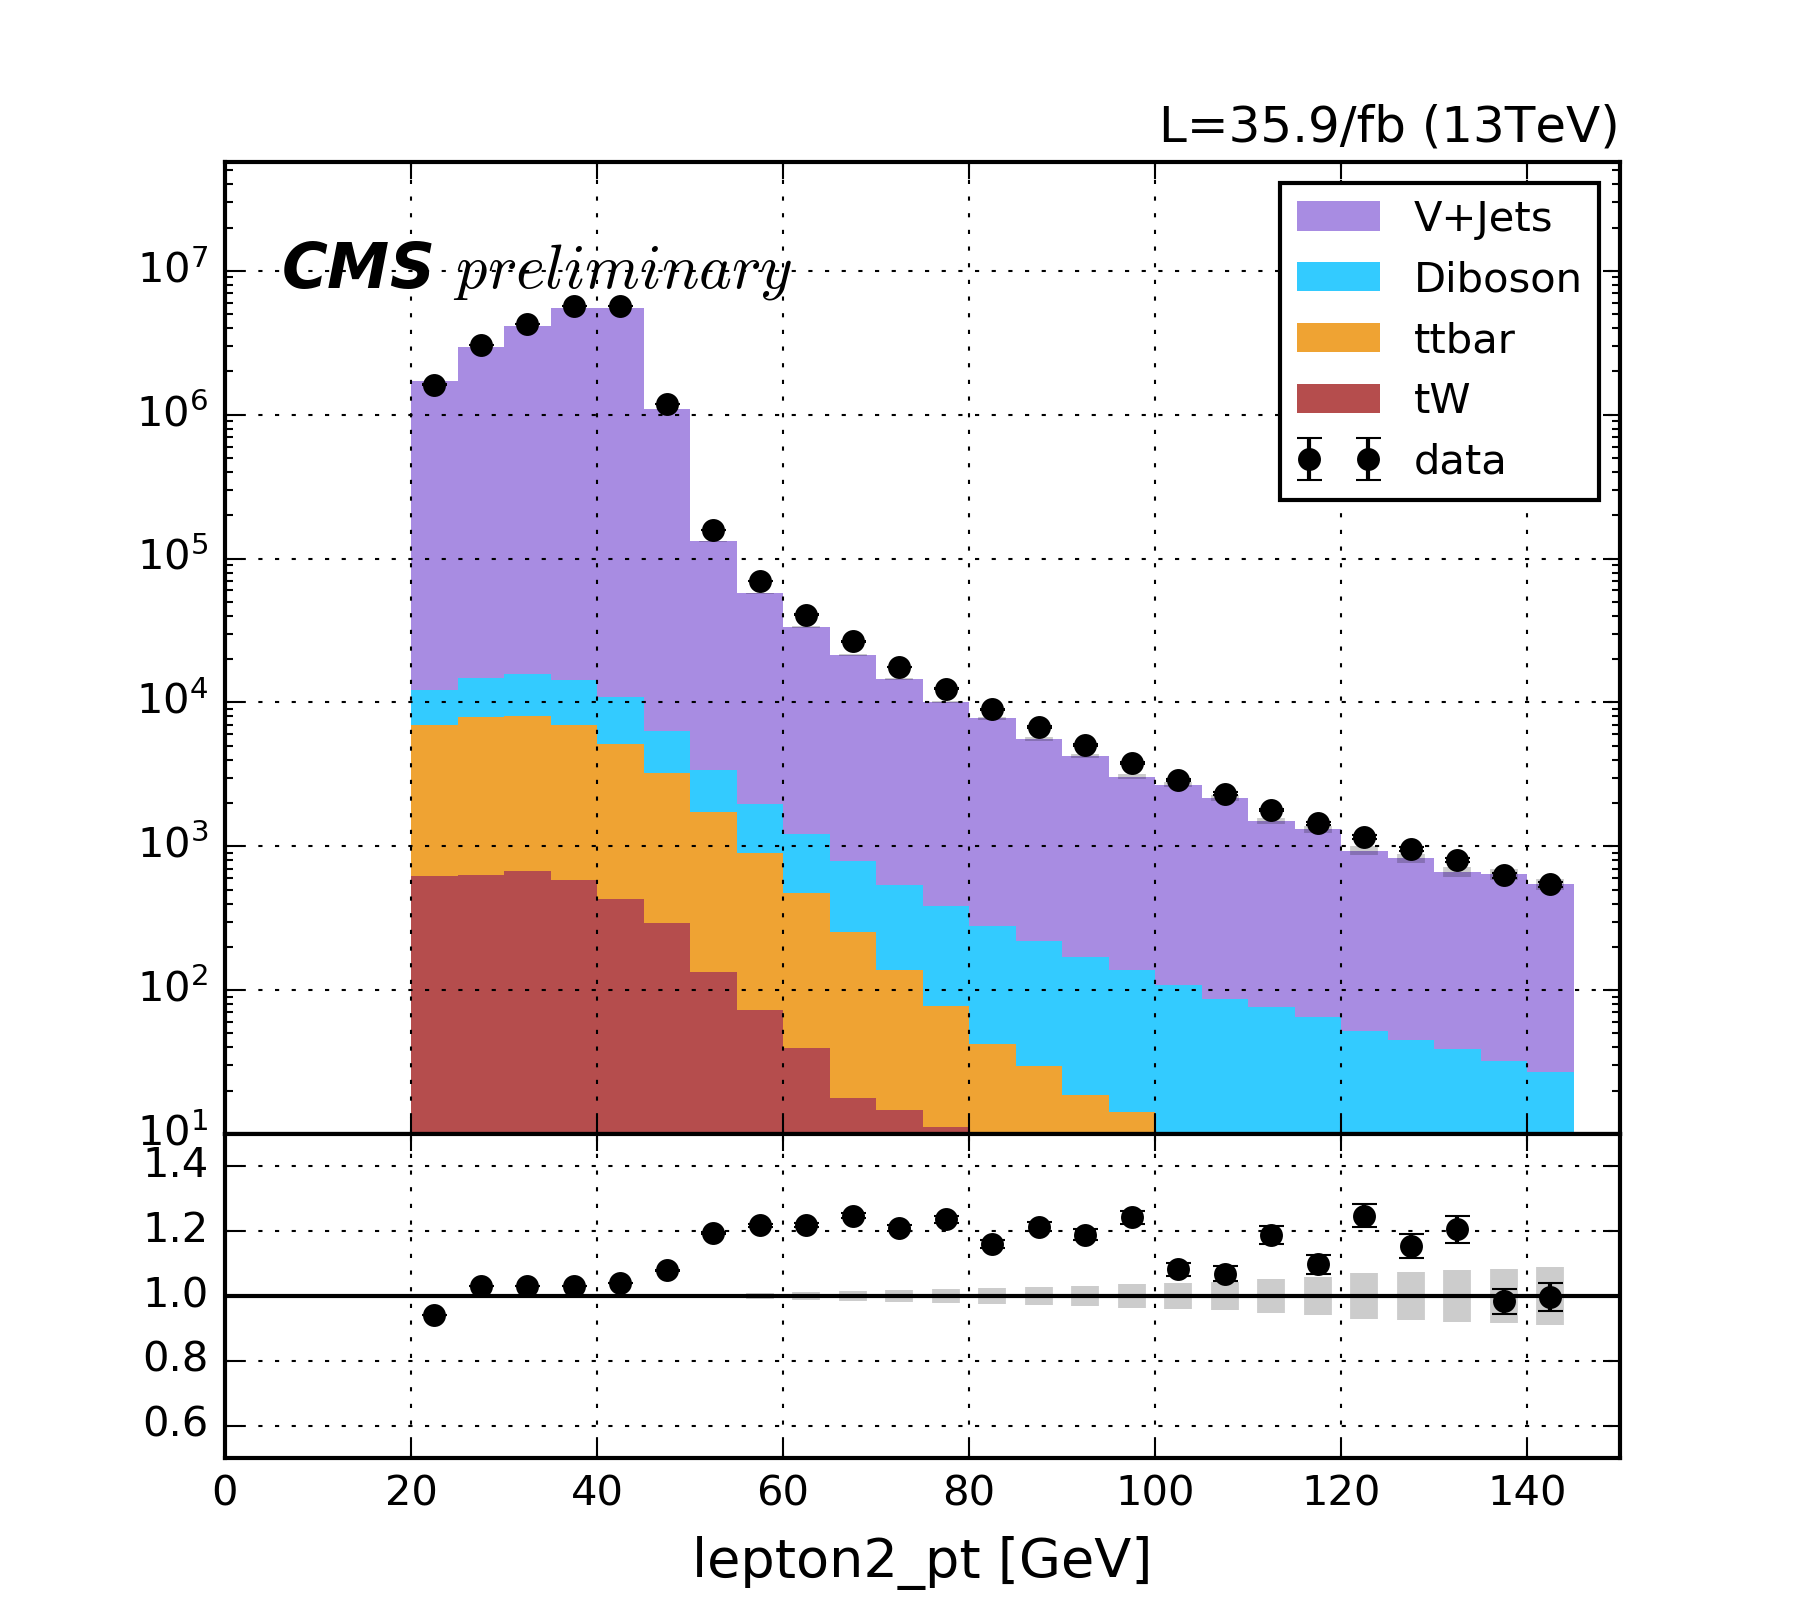 L=35.9/fb (13TeV)
CMS preliminary
V+Jets
Diboson
ttbar
tW
data
10⁷
10⁶
10⁵
10⁴
10³
10²
10¹
1.4
1.2
1.0
0.8
0.6
0 20 40 60 80 100 120 140
lepton2_pt [GeV]